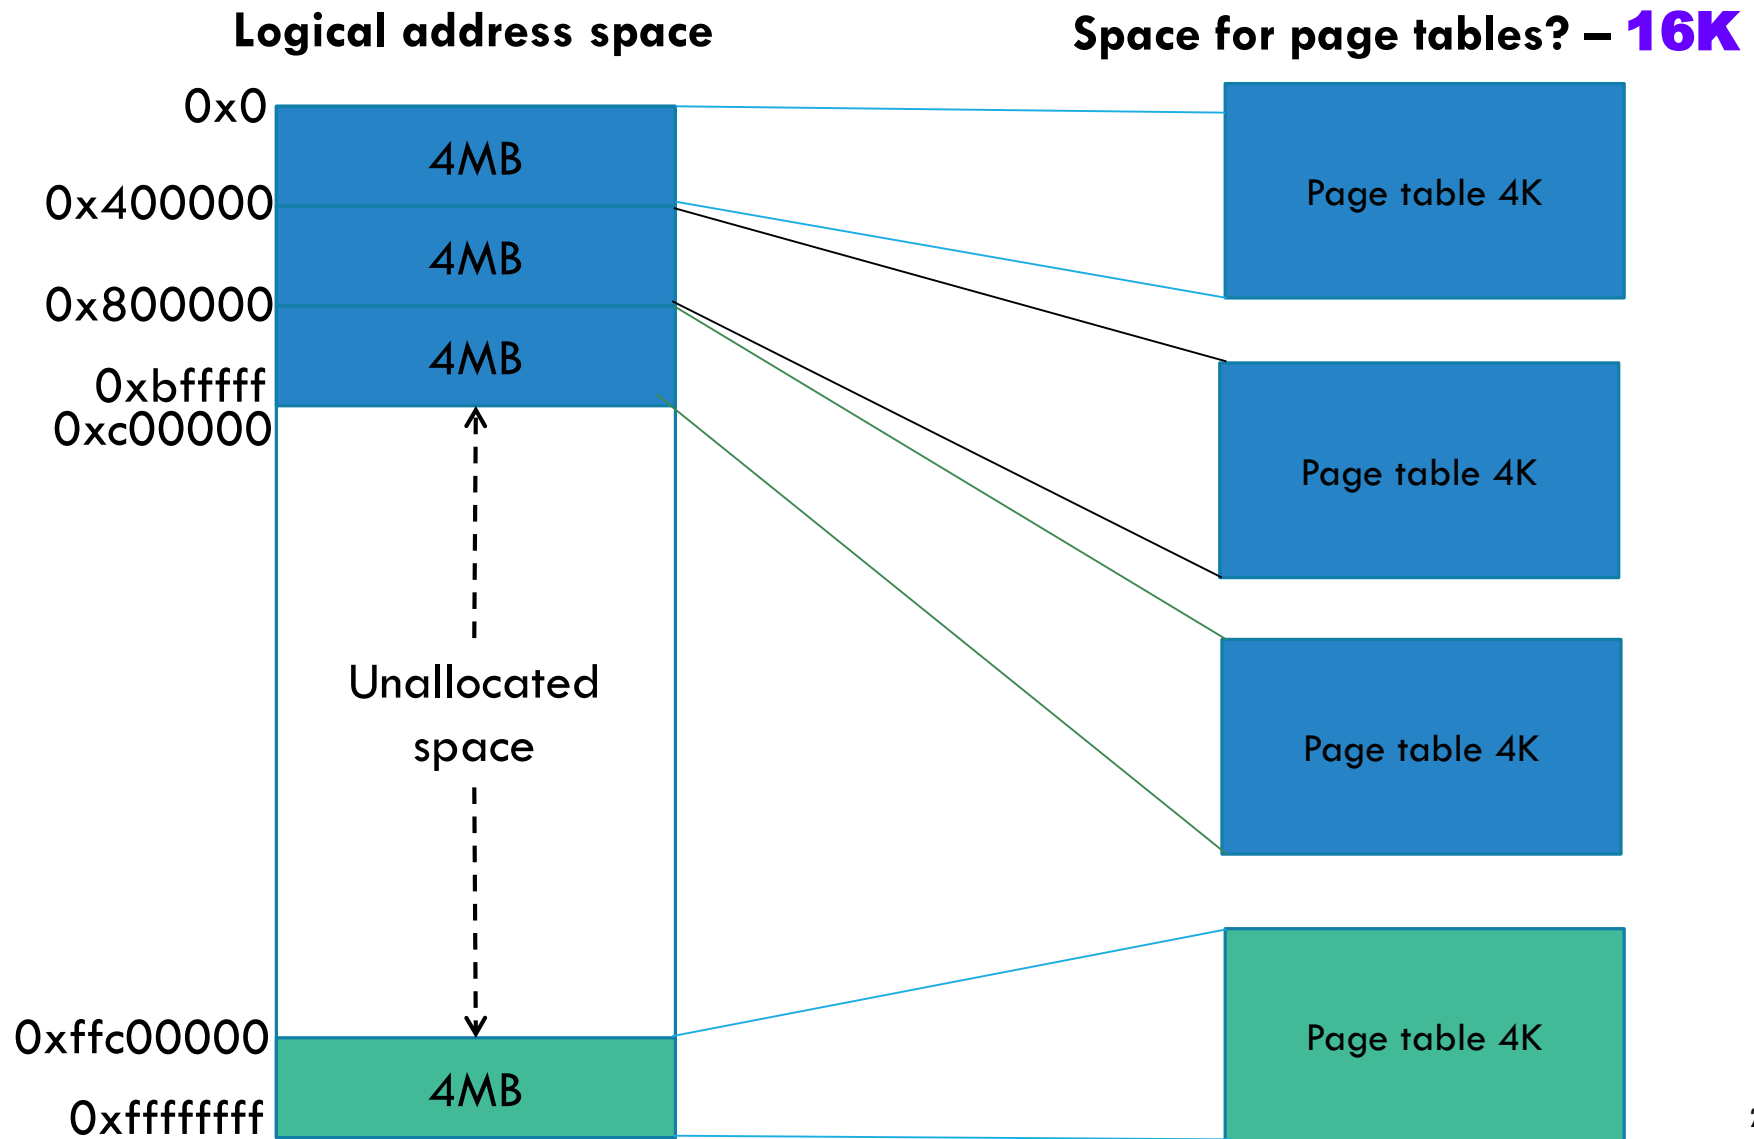 Logical address space
Space for page tables? – 16K
0x0
4MB
0x400000
4MB
0x800000
4MB
0xbfffff
0xc00000
Unallocated
space
0xffc00000
4MB
0xffffffff
Page table 4K
Page table 4K
Page table 4K
Page table 4K